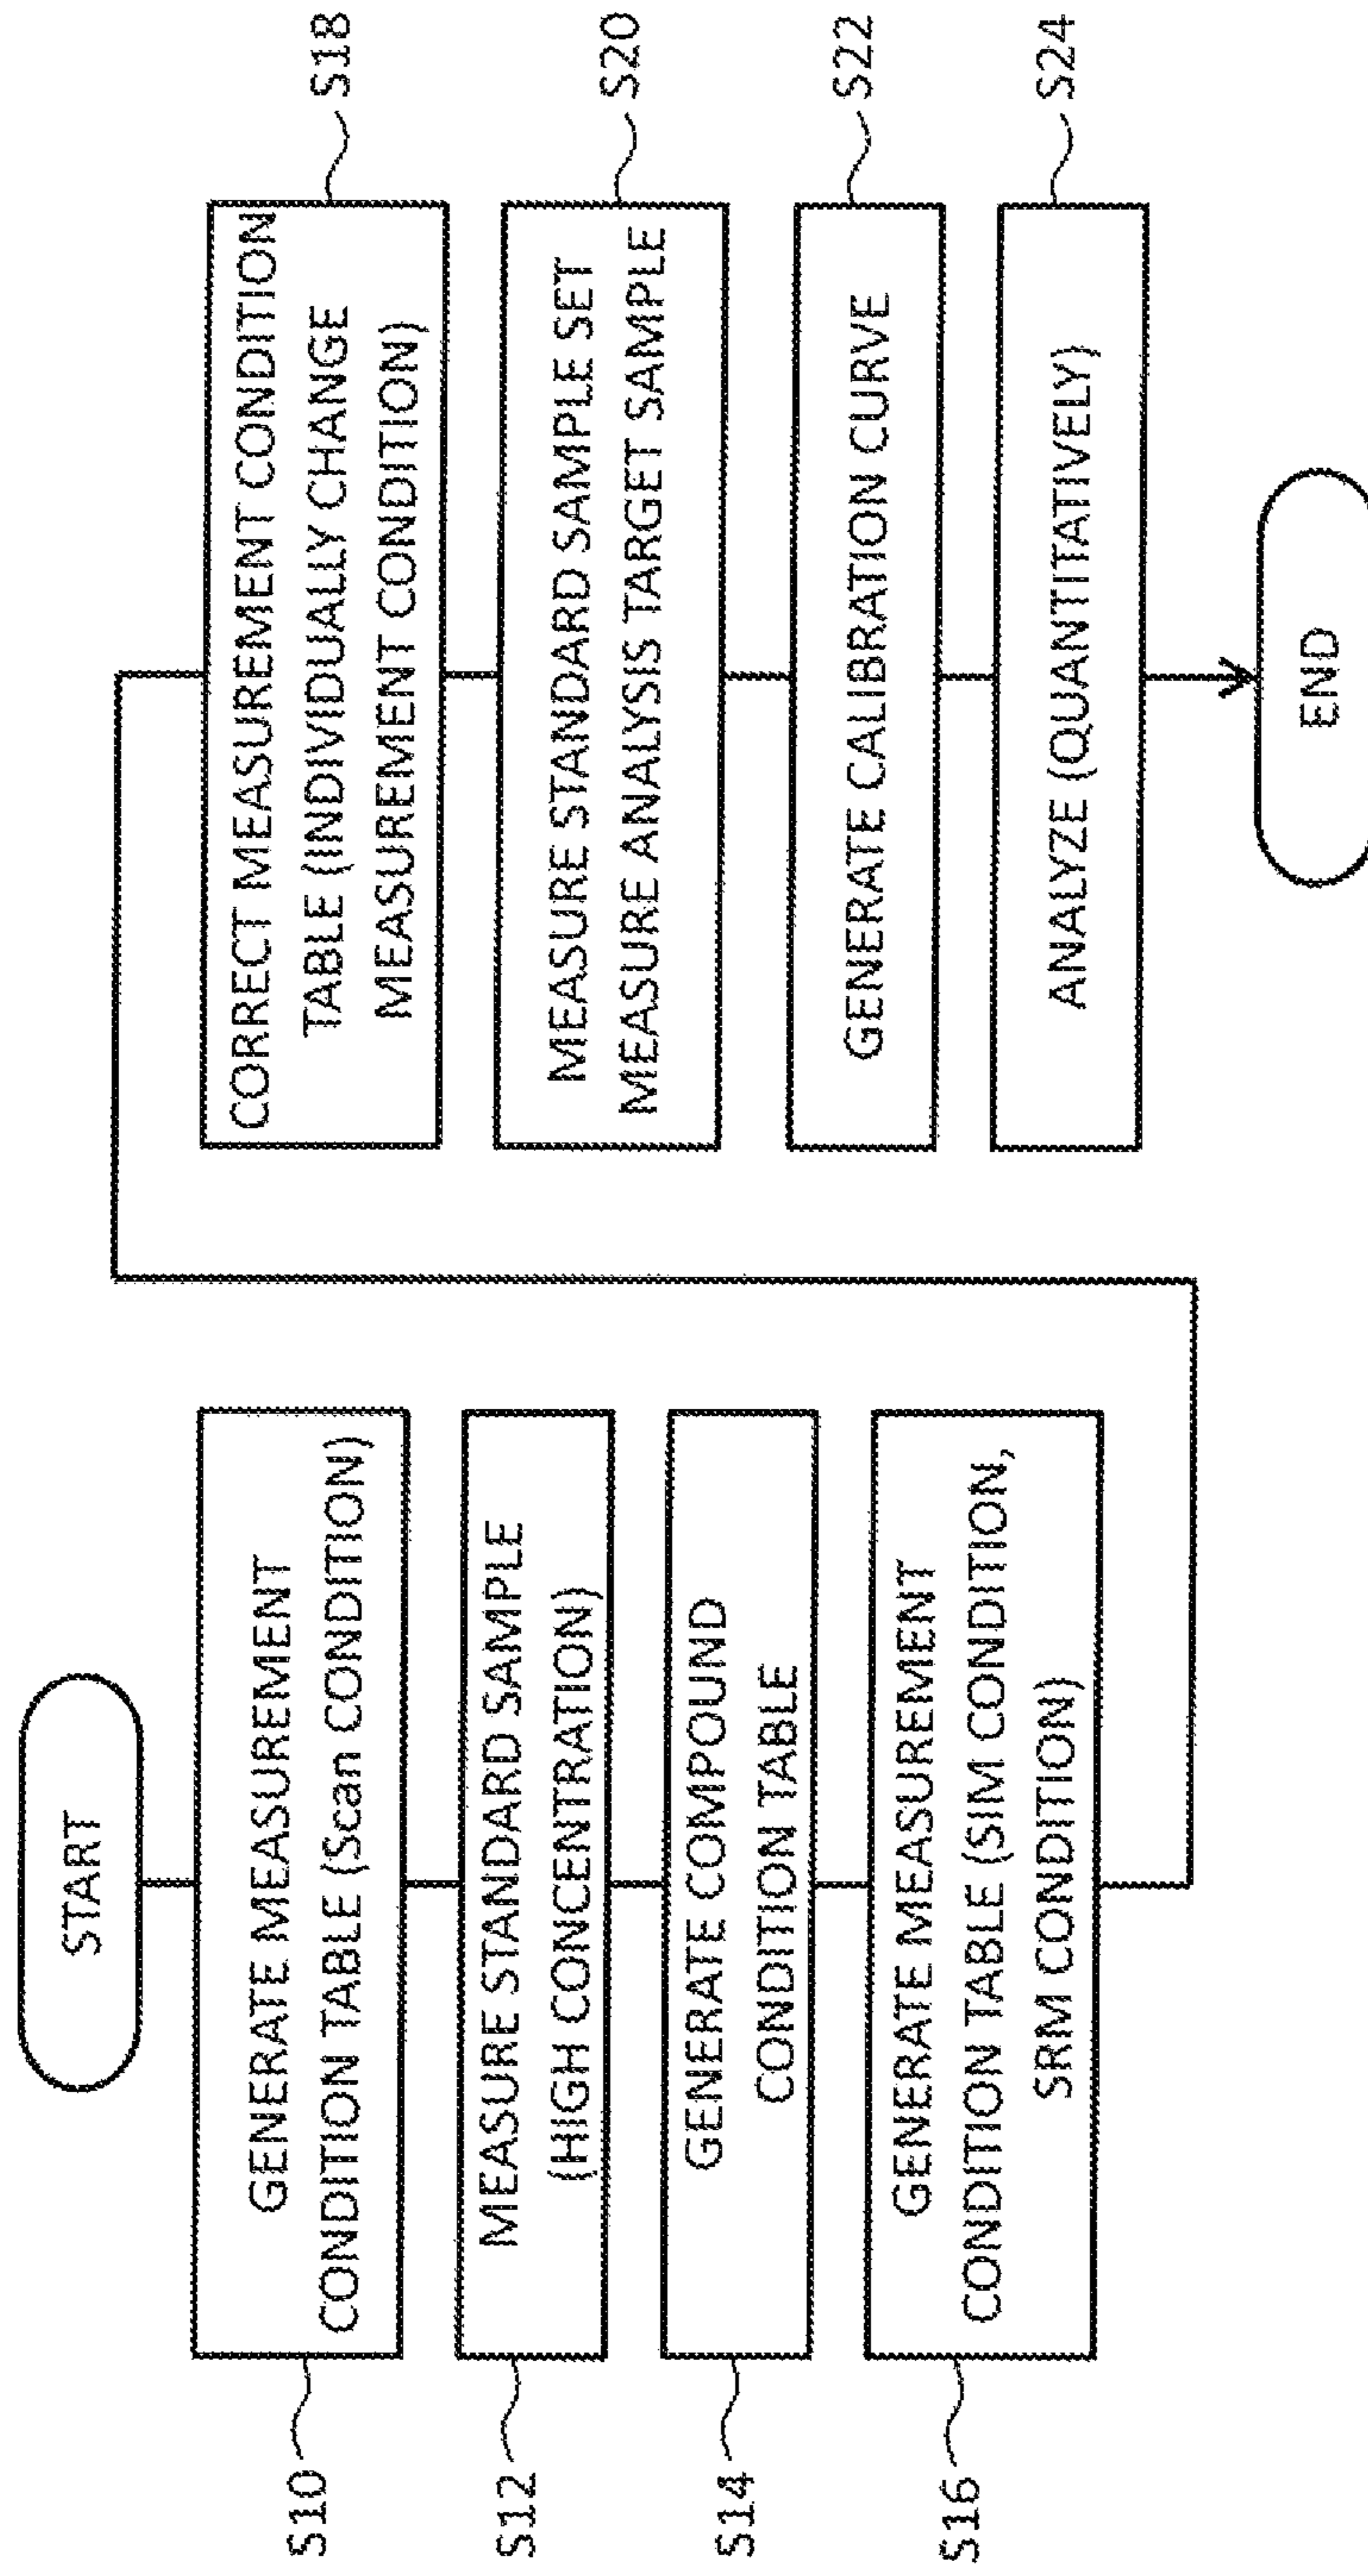 START
S10
GENERATE MEASUREMENT
CONDITION TABLE (Scan CONDITION)
S12
MEASURE STANDARD SAMPLE
(HIGH CONCENTRATION)
S14
GENERATE COMPOUND
CONDITION TABLE
S16
GENERATE MEASUREMENT
CONDITION TABLE (SIM CONDITION,
SRM CONDITION)
CORRECT MEASUREMENT CONDITION
TABLE (INDIVIDUALLY CHANGE
MEASUREMENT CONDITION)
S18
MEASURE STANDARD SAMPLE SET
MEASURE ANALYSIS TARGET SAMPLE
S20
GENERATE CALIBRATION CURVE
S22
ANALYZE (QUANTITATIVELY)
S24
END